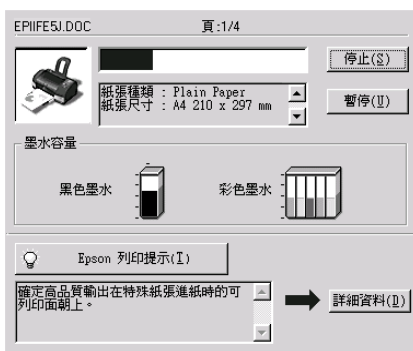 EPIIFE5J.DOC 頁:1/4
停止(S)
紙張種類 : Plain Paper
紙張尺寸 : A4 210 x 297 mm
暫停(U)
墨水容量
黑色墨水 彩色墨水
Epson 列印提示(T)
確定高品質輸出在特殊紙張進紙時的可
列印面朝上。
詳細資料(D)